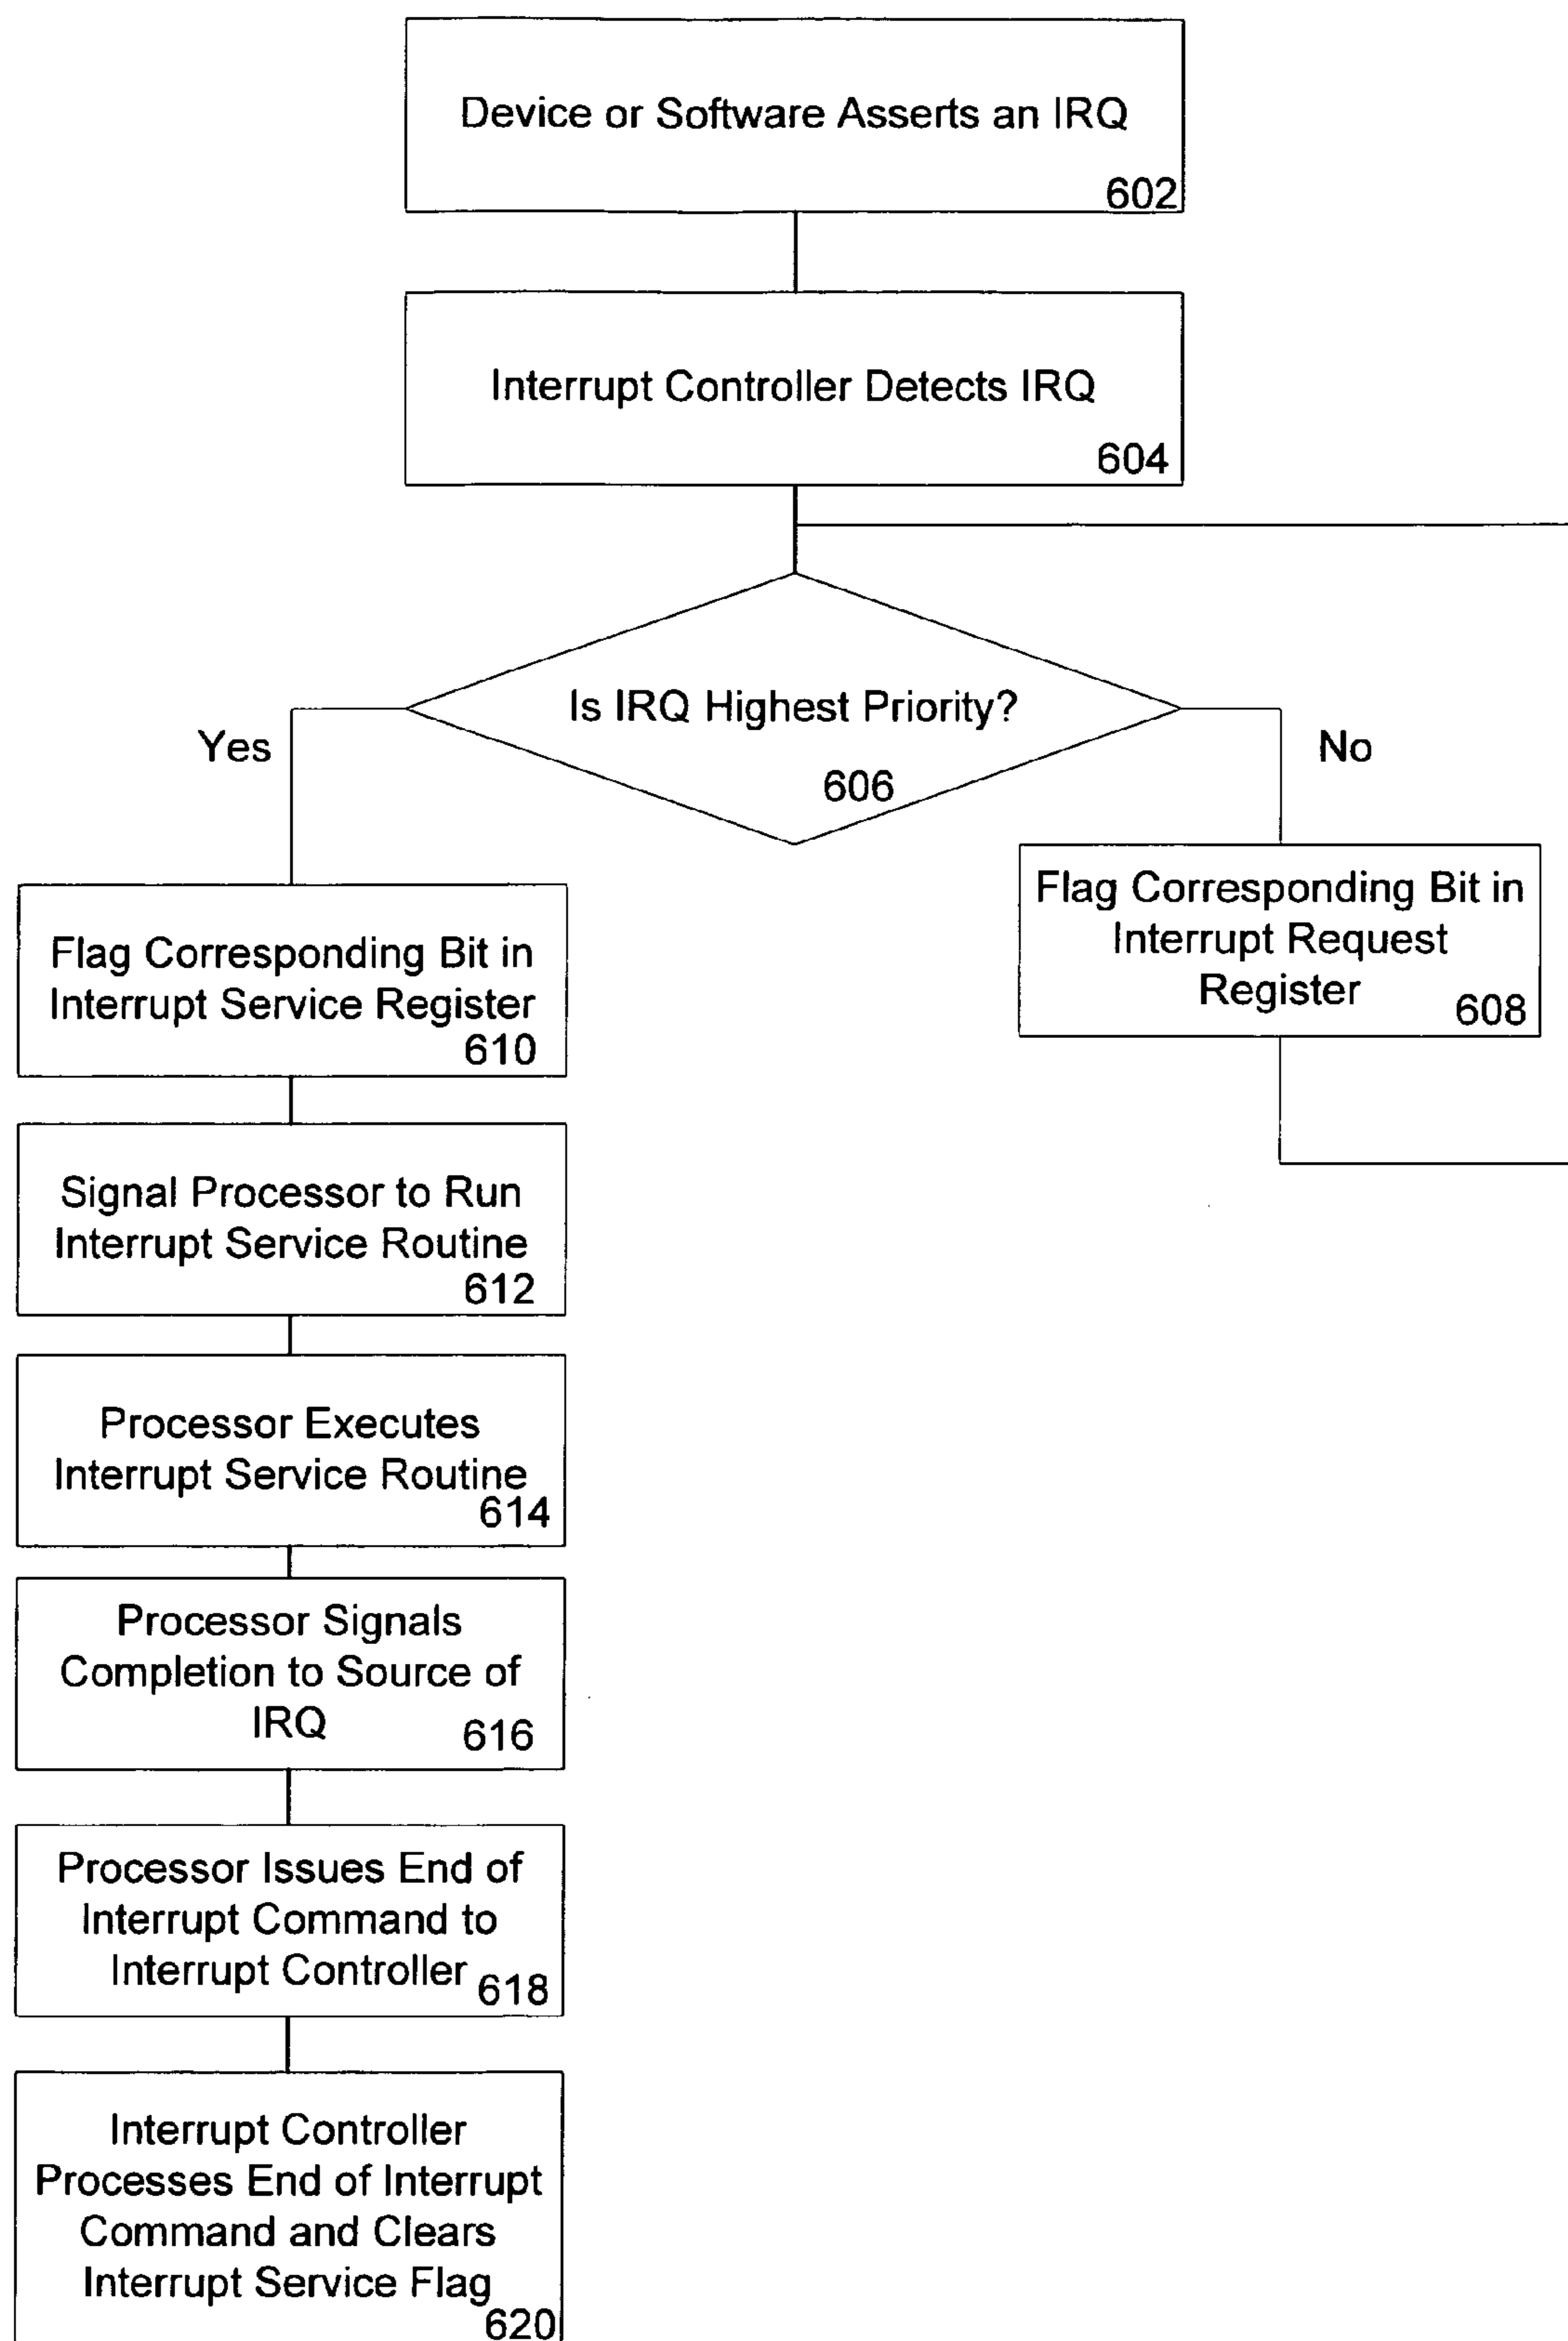 Device or Software Asserts an IRQ
602
Interrupt Controller Detects IRQ
604
Is IRQ Highest Priority?
606
Yes
No
Flag Corresponding Bit in
Interrupt Request
Register
608
Flag Corresponding Bit in
Interrupt Service Register
610
Signal Processor to Run
Interrupt Service Routine
612
Processor Executes
Interrupt Service Routine
614
Processor Signals
Completion to Source of
IRQ
616
Processor Issues End of
Interrupt Command to
Interrupt Controller
618
Interrupt Controller
Processes End of Interrupt
Command and Clears
Interrupt Service Flag
620